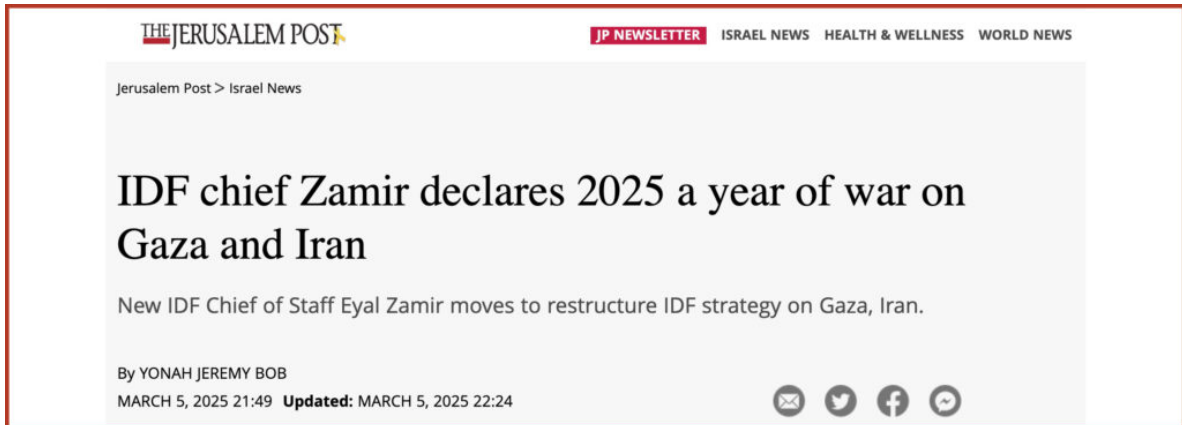 THE JERUSALEM POST
JP NEWSLETTER ISRAEL NEWS HEALTH & WELLNESS WORLD NEWS
Jerusalem Post > Israel News
IDF chief Zamir declares 2025 a year of war on
Gaza and Iran
New IDF Chief of Staff Eyal Zamir moves to restructure IDF strategy on Gaza, Iran.
By YONAH JEREMY BOB
MARCH 5, 2025 21:49 Updated: MARCH 5, 2025 22:24